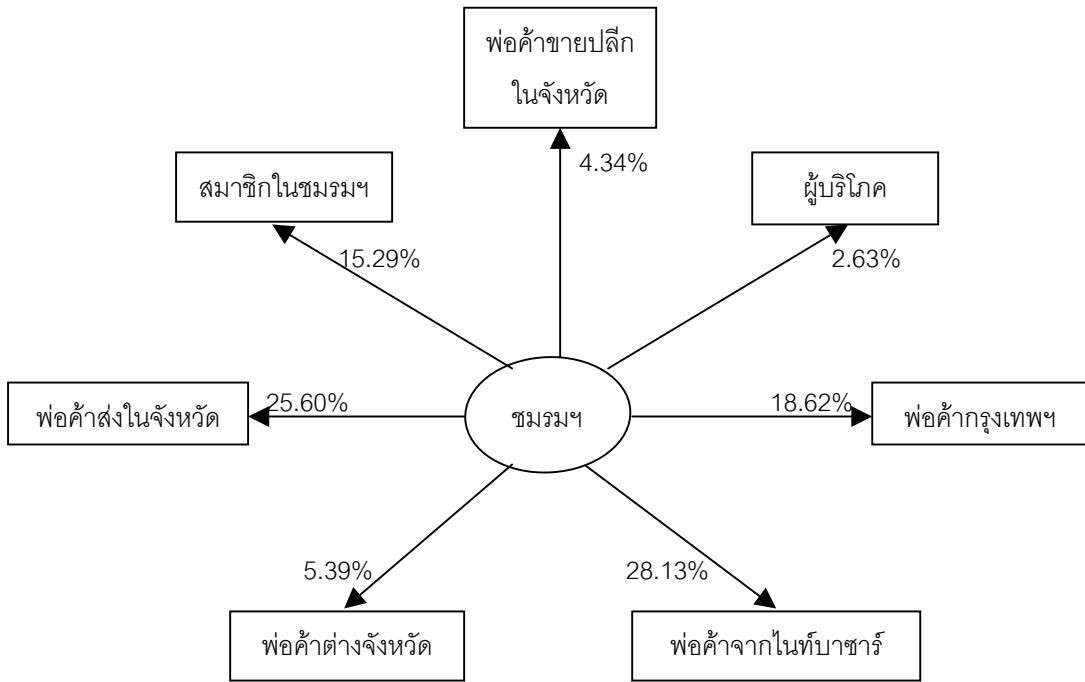 พ่อค้าขายปลีก
ในจังหวัด
4.34%
สมาชิกในชมรมฯ
ผู้บริโภค
15.29%
2.63%
พ่อค้าส่งในจังหวัด
25.60%
ชมรมฯ
18.62%
พ่อค้ากรุงเทพฯ
5.39%
28.13%
พ่อค้าต่างจังหวัด
พ่อค้าจากไนท์บาซาร์